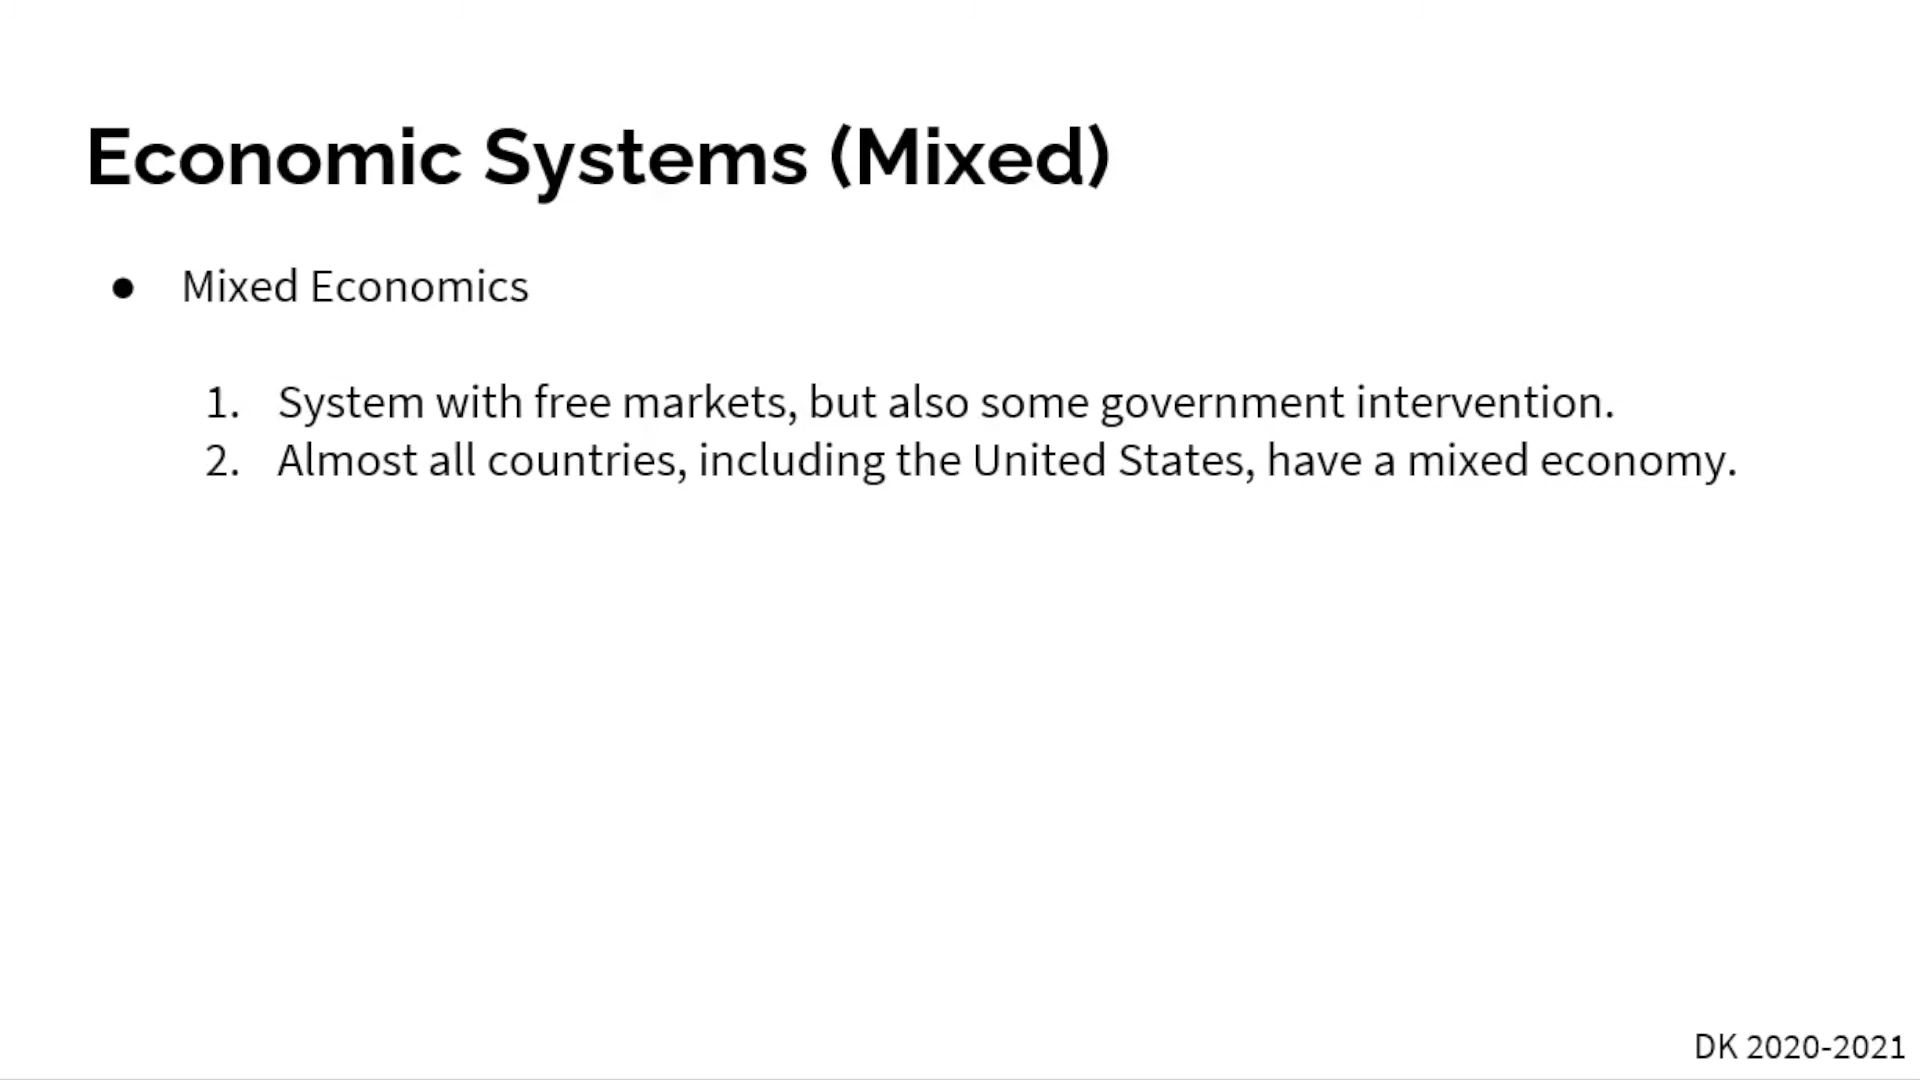 Economic Systems (Mixed)
● Mixed Economics
1. System with free markets, but also some government intervention.
2. Almost all countries, including the United States, have a mixed economy.
DK 2020-2021